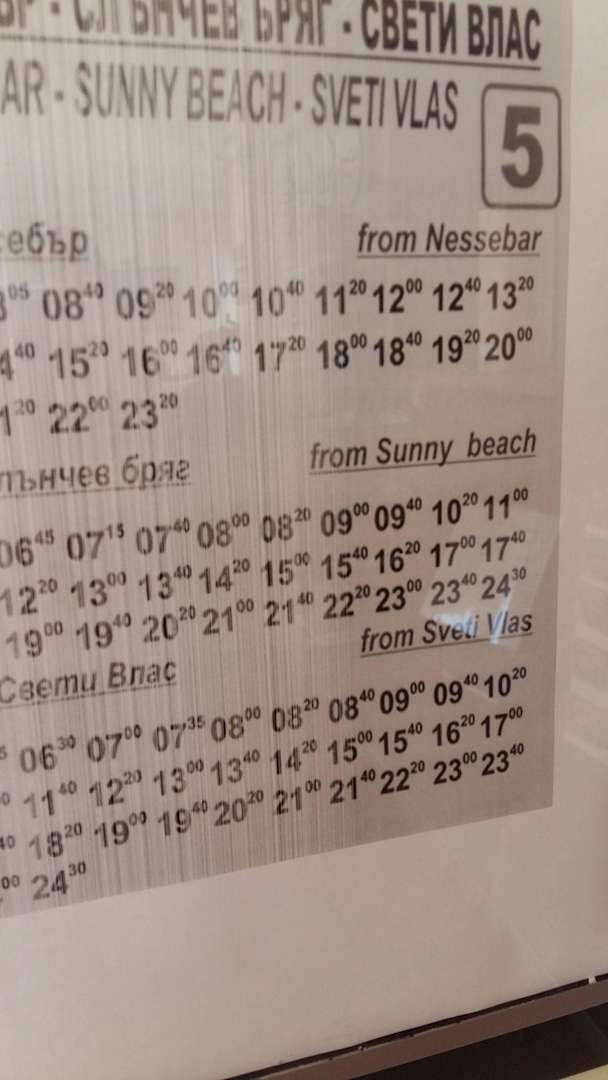 СЛЪНЧЕВ БРЯГ - СВЕТИ ВЛАС
- SUNNY BEACH - SVETI VLAS
5
from Nessebar
08⁴⁰ 09²⁰ 10⁰⁰ 10⁴⁰ 11²⁰ 12⁰⁰ 12⁴⁰ 13²⁰
15²⁰ 16⁰⁰ 16⁴⁰ 17²⁰ 18⁰⁰ 18⁴⁰ 19²⁰ 20⁰⁰
22⁰⁰ 23²⁰
бряг from Sunny beach
06⁴⁵ 07¹⁵ 07⁴⁰ 08⁰⁰ 08²⁰ 09⁰⁰ 09⁴⁰ 10²⁰ 11⁰⁰
12²⁰ 13⁰⁰ 13⁴⁰ 14²⁰ 15⁰⁰ 15⁴⁰ 16²⁰ 17⁰⁰ 17⁴⁰
19⁰⁰ 19⁴⁰ 20²⁰ 21⁰⁰ 21⁴⁰ 22²⁰ 23⁰⁰ 23⁴⁰ 24³⁰
Свети Влас from Sveti Vlas
06³⁰ 07⁰⁰ 07³⁵ 08⁰⁰ 08²⁰ 08⁴⁰ 09⁰⁰ 09⁴⁰ 10²⁰
11⁴⁰ 12²⁰ 13⁰⁰ 13⁴⁰ 14²⁰ 15⁰⁰ 15⁴⁰ 16²⁰ 17⁰⁰
18²⁰ 19⁰⁰ 19⁴⁰ 20²⁰ 21⁰⁰ 21⁴⁰ 22²⁰ 23⁰⁰ 23⁴⁰
24³⁰